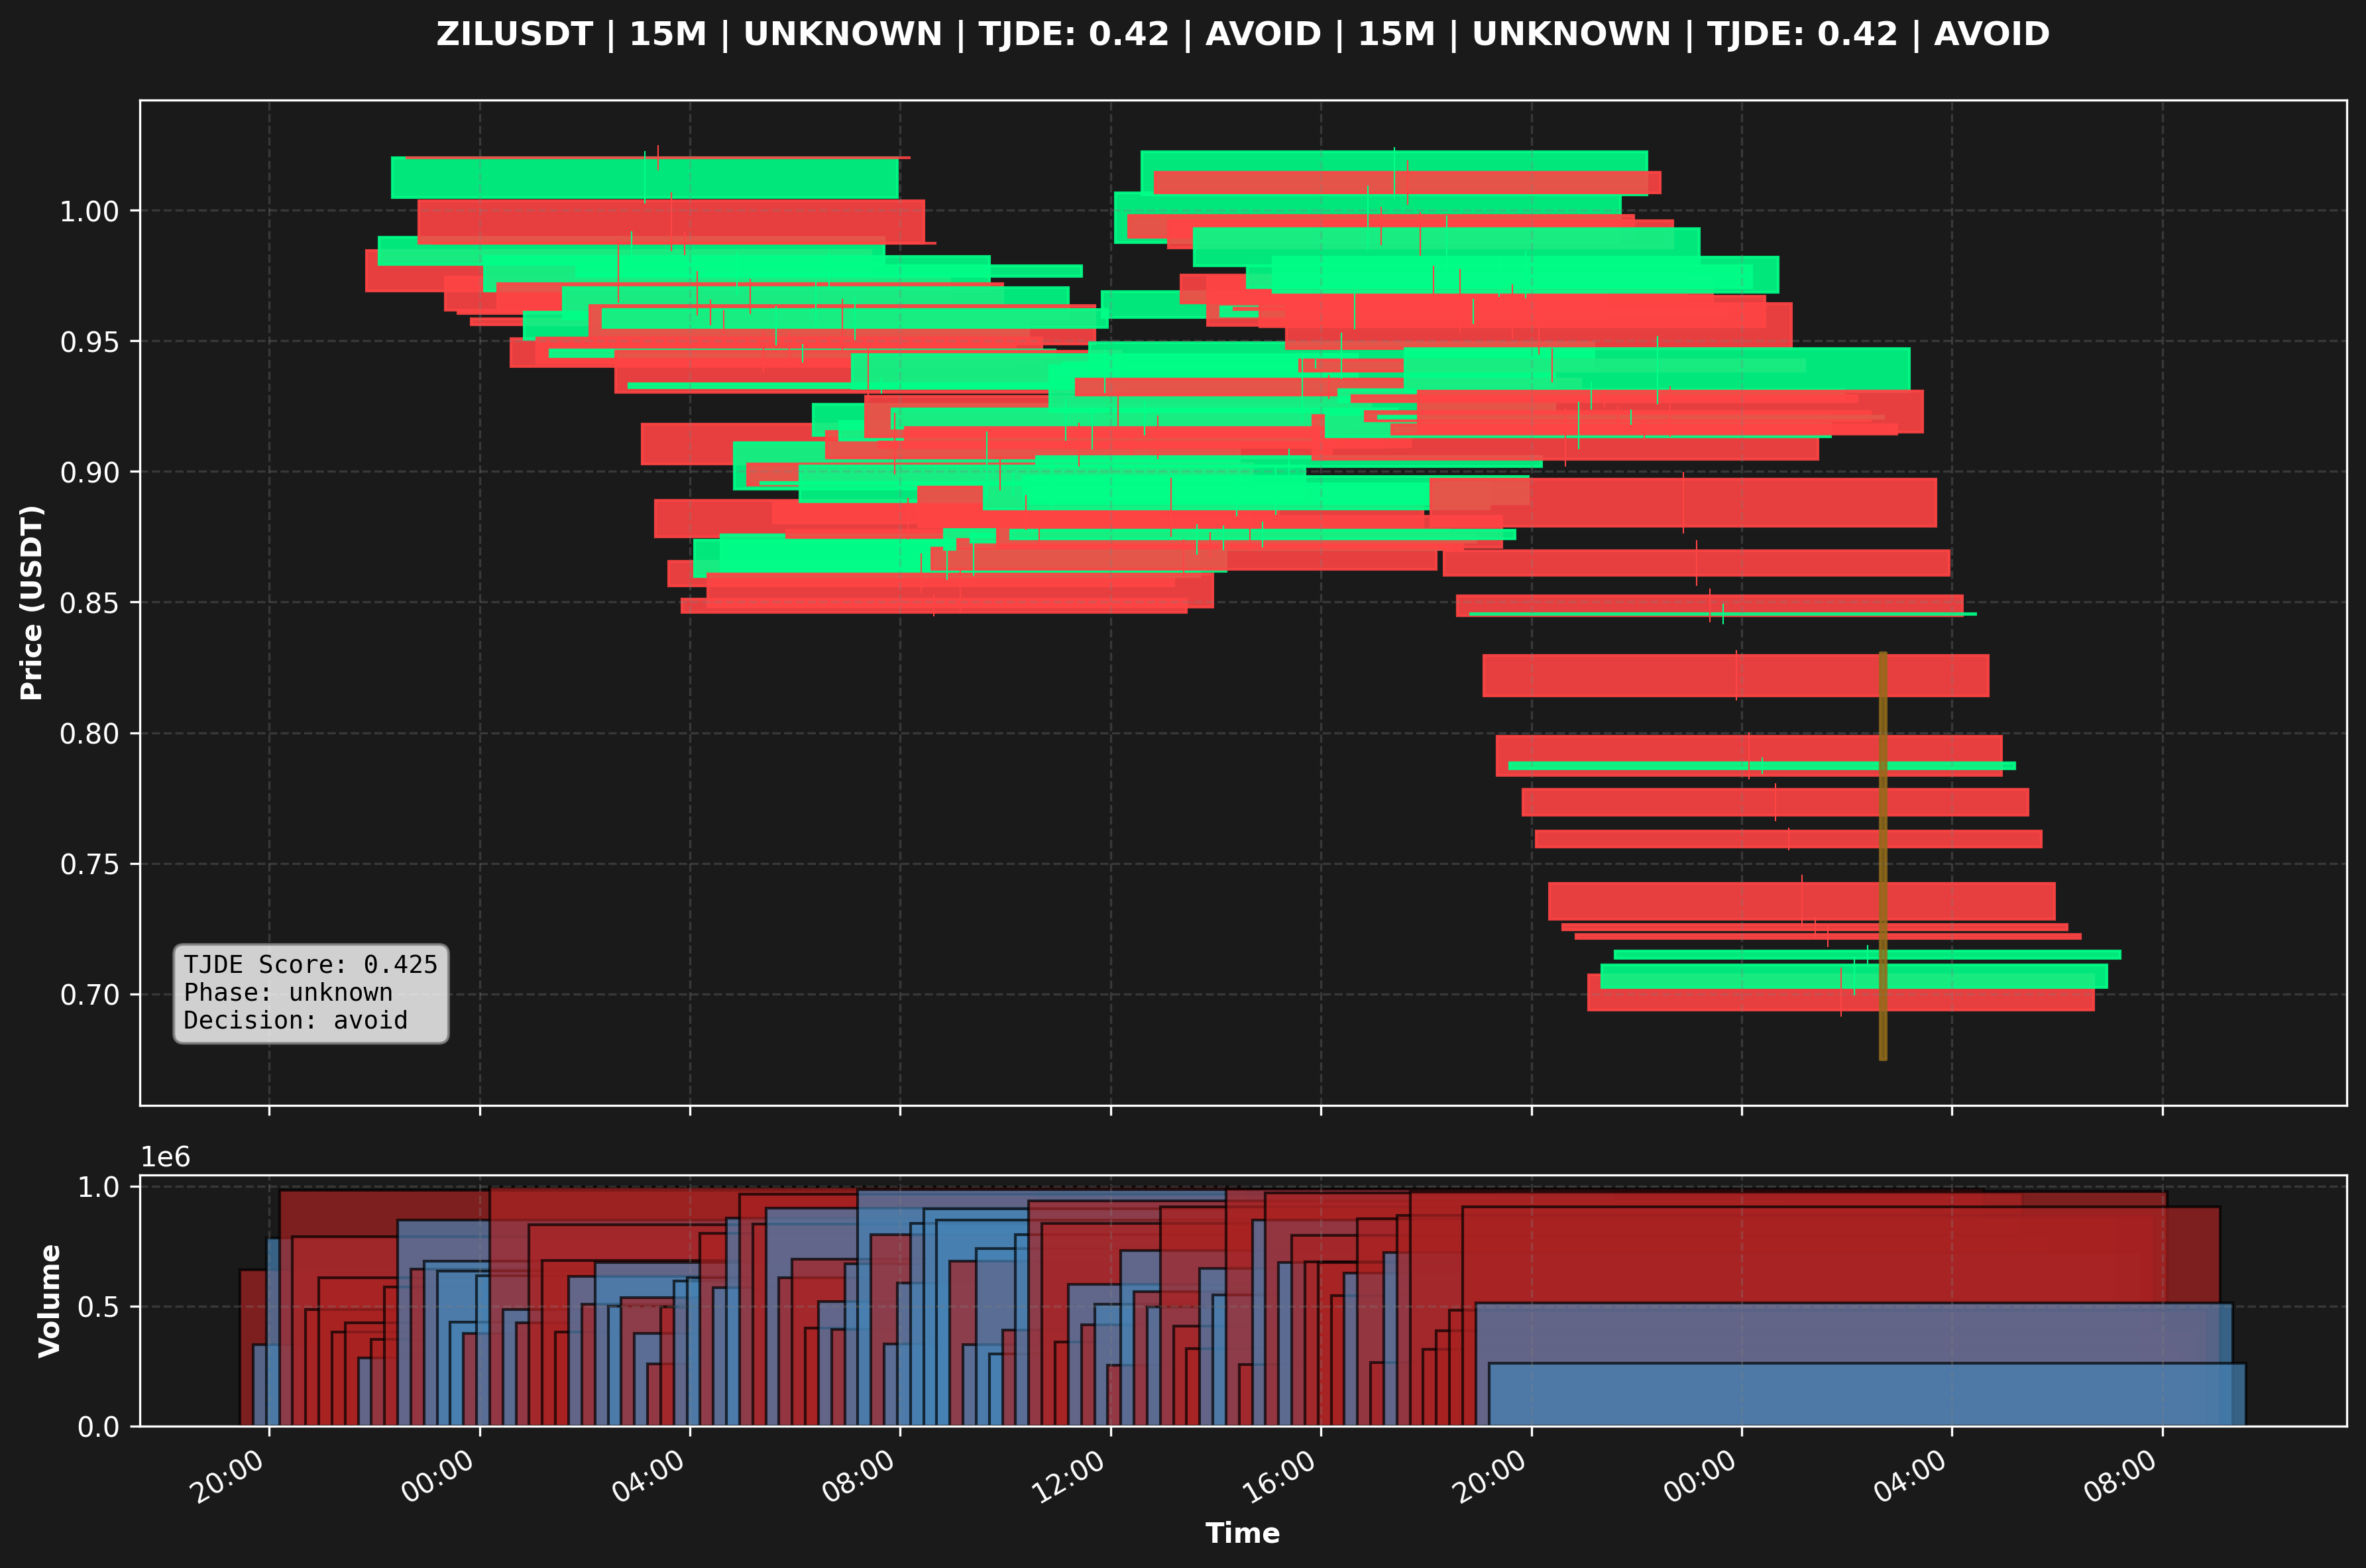 ZILUSDT | 15M | UNKNOWN | TJDE: 0.42 | AVOID | 15M | UNKNOWN | TJDE: 0.42 | AVOID
Price (USDT)
1.00
0.95
0.90
0.85
0.80
0.75
0.70
TJDE Score: 0.425
Phase: unknown
Decision: avoid
1e6
Volume
1.0
0.5
0.0
20:00
00:00
04:00
08:00
12:00
16:00
20:00
00:00
04:00
08:00
Time